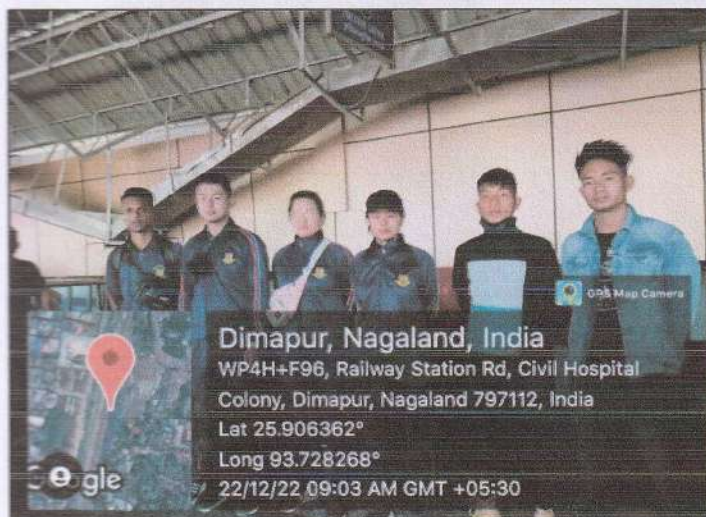 GPS Map Camera
Dimapur, Nagaland, India
WP4H+F96, Railway Station Rd, Civil Hospital
Colony, Dimapur, Nagaland 797112, India
Lat 25.906362°
Long 93.728268°
22/12/22 09:03 AM GMT +05:30
Google